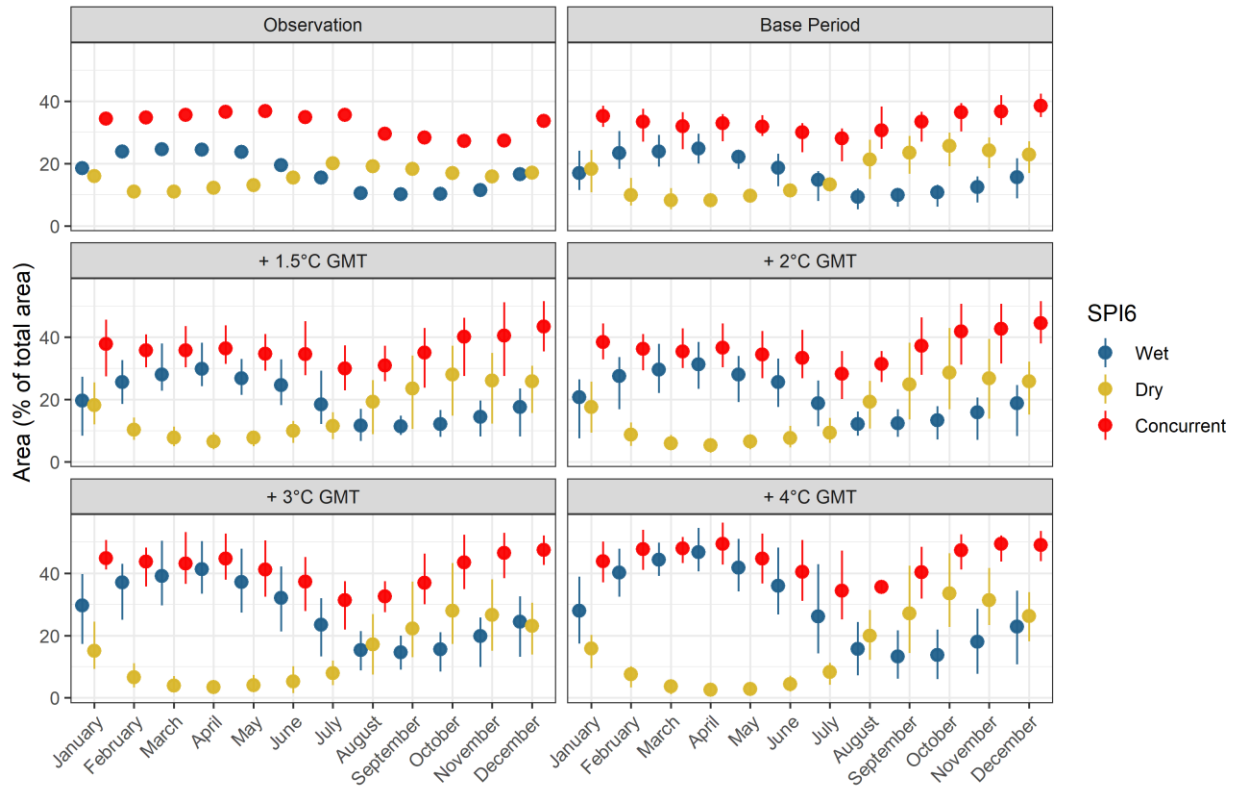 Observation
Base Period
40
20
0
+ 1.5°C GMT
+ 2°C GMT
40
20
0
+ 3°C GMT
+ 4°C GMT
40
20
0
Area (% of total area)
January
February
March
April
May
June
July
August
September
October
November
December
January
February
March
April
May
June
July
August
September
October
November
December
SPI6
Wet
Dry
Concurrent